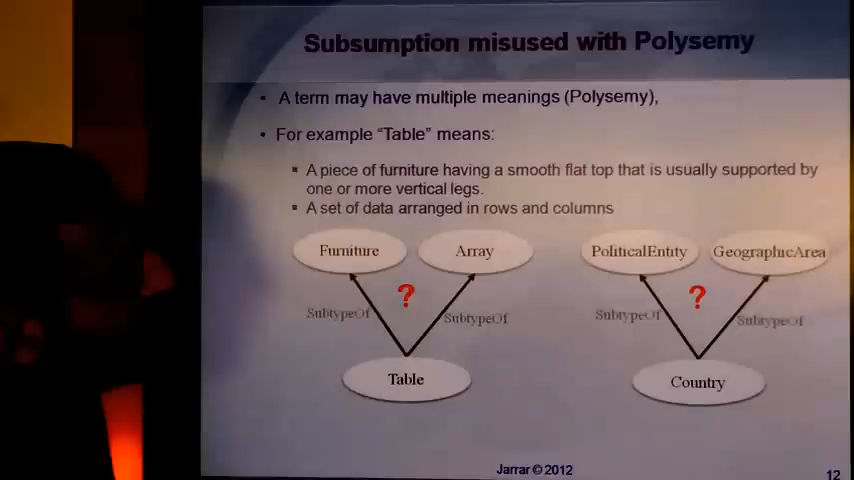 Subsumption misused with Polysemy
A term may have multiple meanings (Polysemy),
For example “Table” means:
A piece of furniture having a smooth flat top that is usually supported by
one or more vertical legs.
A set of data arranged in rows and columns
Furniture
Array
PoliticalEntity
GeographicArea
?
?
SubtypeOf
SubtypeOf
SubtypeOf
SubtypeOf
Table
Country
Jarrar © 2012
12